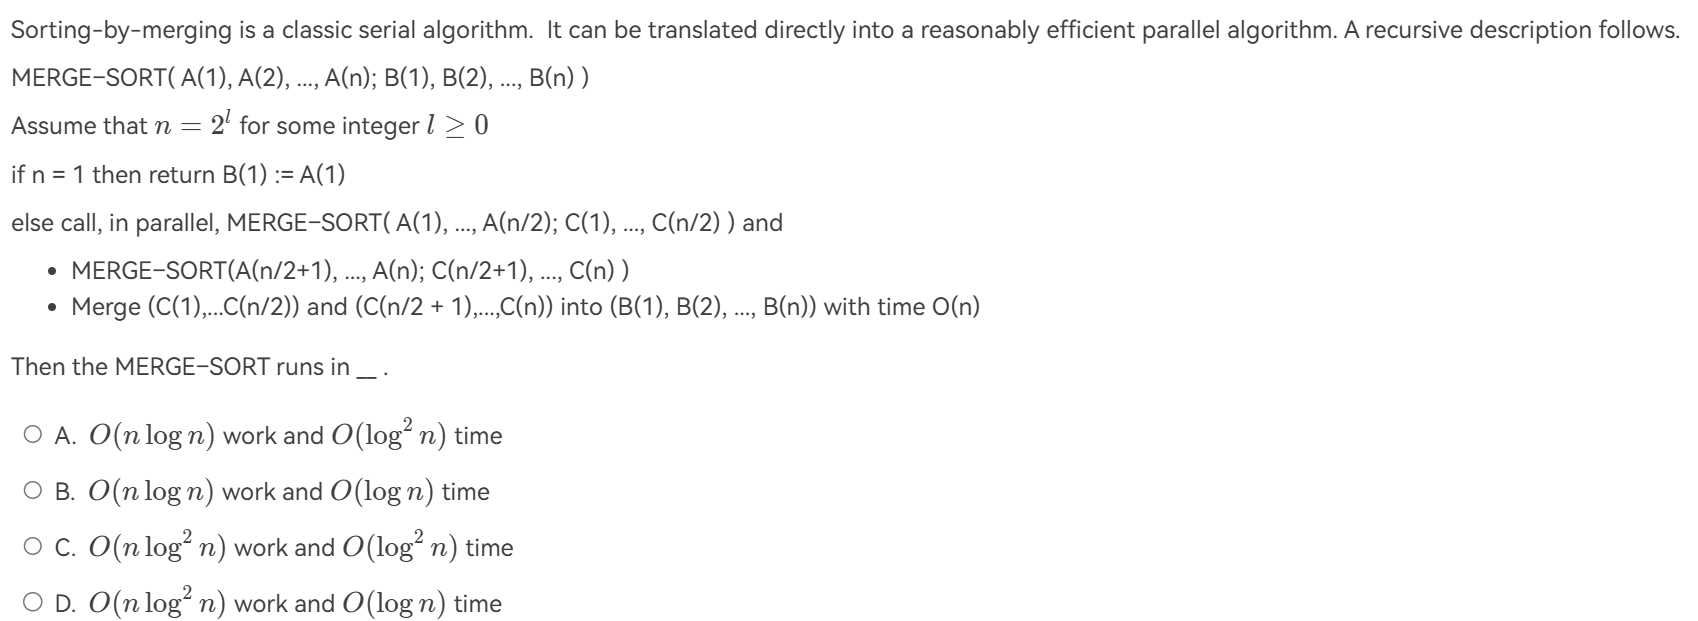 Sorting-by-merging is a classic serial algorithm.  It can be translated directly into a reasonably efficient parallel algorithm. A recursive description follows.
MERGE−SORT( A(1), A(2), ..., A(n); B(1), B(2), ..., B(n) )
Assume that $n = 2^l$ for some integer $l \geq 0$
if n = 1 then return B(1) := A(1)
else call, in parallel, MERGE−SORT( A(1), ..., A(n/2); C(1), ..., C(n/2) ) and
• MERGE−SORT(A(n/2+1), ..., A(n); C(n/2+1), ..., C(n) )
• Merge (C(1),...C(n/2)) and (C(n/2 + 1),...,C(n)) into (B(1), B(2), ..., B(n)) with time O(n)
Then the MERGE−SORT runs in __ .
A. $O(n \log n)$ work and $O(\log^2 n)$ time
B. $O(n \log n)$ work and $O(\log n)$ time
C. $O(n \log^2 n)$ work and $O(\log^2 n)$ time
D. $O(n \log^2 n)$ work and $O(\log n)$ time